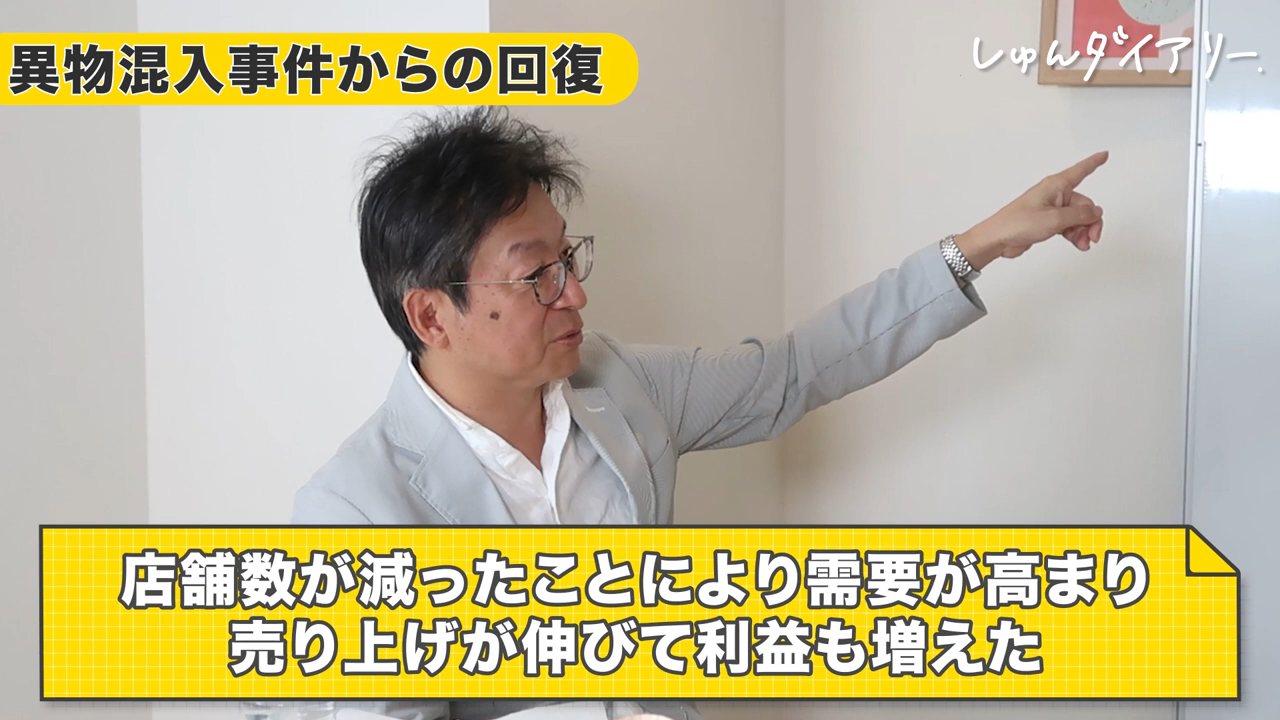 異物混入事件からの回復
しゅんダイアリー.
店舗数が減ったことにより需要が高まり
売り上げが伸びて利益も増えた